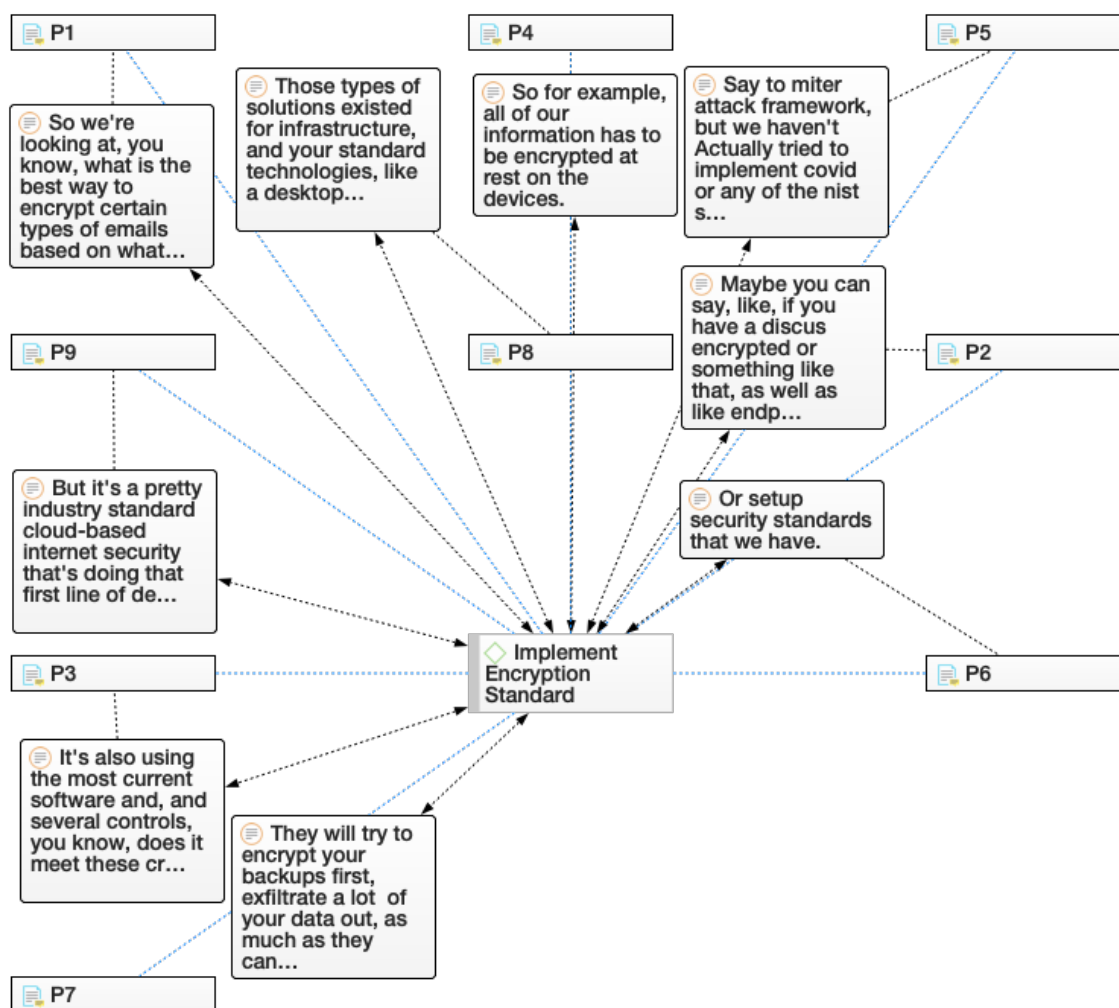 P1
P4
P5
So we're
looking at, you
know, what is the
best way to
encrypt certain
types of emails
based on what...
Those types of
solutions existed
for infrastructure,
and your standard
technologies, like
a desktop...
So for example,
all of our
information has to
be encrypted at
rest on the
devices.
Say to miter
attack framework,
but we haven't
Actually tried to
implement covid
or any of the nist
s...
Maybe you can
say, like, if you
have a discus
encrypted or
something like
that, as well as
like endp...
P9
P8
P2
But it's a pretty
industry standard
cloud-based
internet security
that's doing that
first line of de...
Or setup
security standards
that we have.
Implement
Encryption
Standard
P3
P6
It's also using
the most current
software and, and
several controls,
you know, does it
meet these cr...
They will try to
encrypt your
backups first,
exfiltrate a lot of
your data out, as
much as they
can...
P7